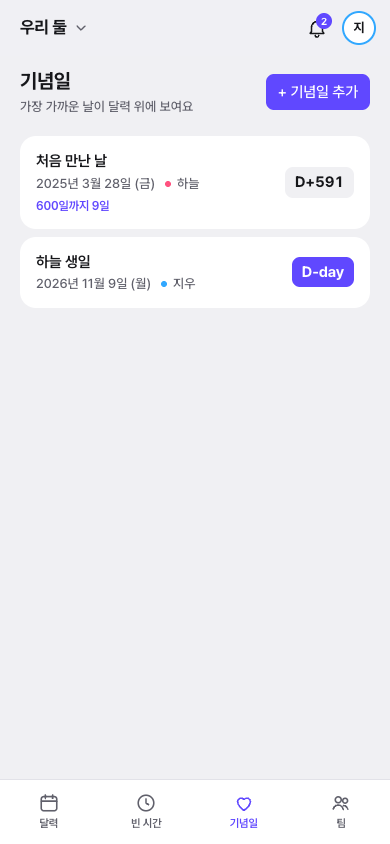 우리 둘
2
지
기념일
가장 가까운 날이 달력 위에 보여요
+ 기념일 추가
처음 만난 날
2025년 3월 28일 (금) 하늘
600일까지 9일
D+591
하늘 생일
2026년 11월 9일 (월) 지우
D-day
달력
빈 시간
기념일
팀